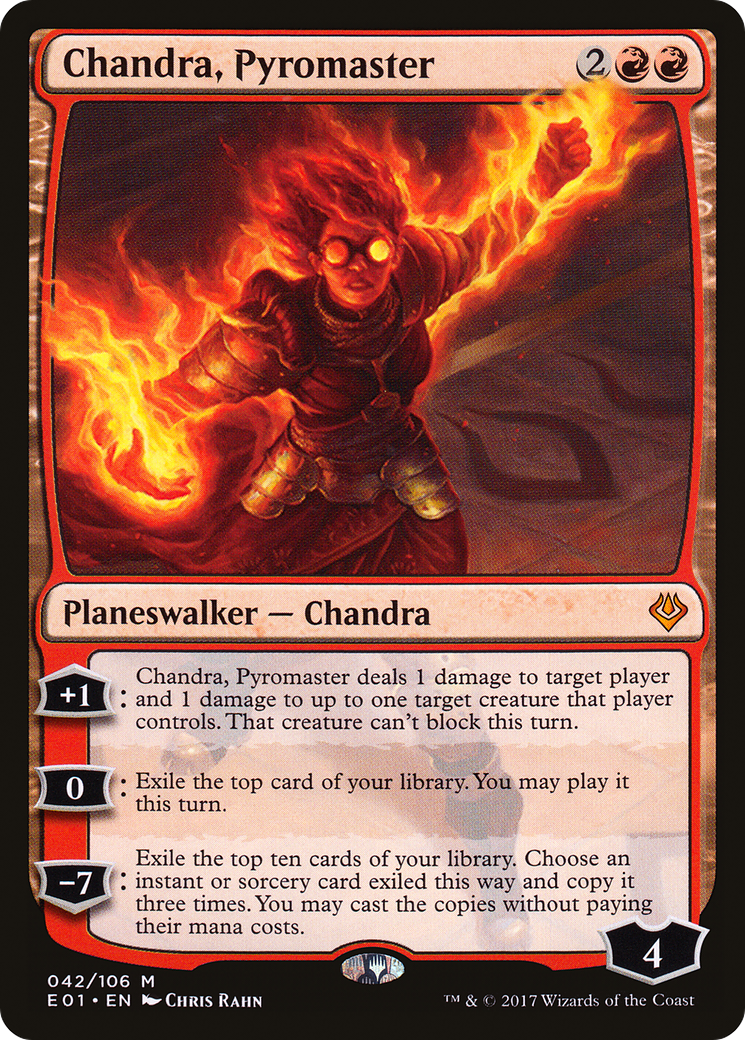 Chandra, Pyromaster 2
Planeswalker — Chandra
+1: Chandra, Pyromaster deals 1 damage to target player
and 1 damage to up to one target creature that player
controls. That creature can't block this turn.
0: Exile the top card of your library. You may play it
this turn.
−7: Exile the top ten cards of your library. Choose an
instant or sorcery card exiled this way and copy it
three times. You may cast the copies without paying
their mana costs.
4
042/106 M
E01 • EN Chris Rahn ™ & © 2017 Wizards of the Coast